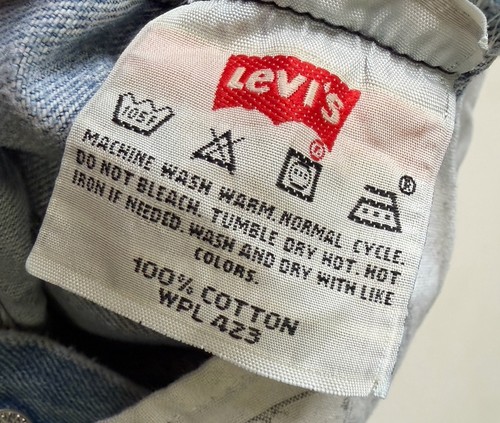 Levi's
®
105F
®
MACHINE WASH WARM. NORMAL CYCLE.
DO NOT BLEACH. TUMBLE DRY HOT. HOT
IRON IF NEEDED. WASH AND DRY WITH LIKE
COLORS.
100% COTTON
WPL 423